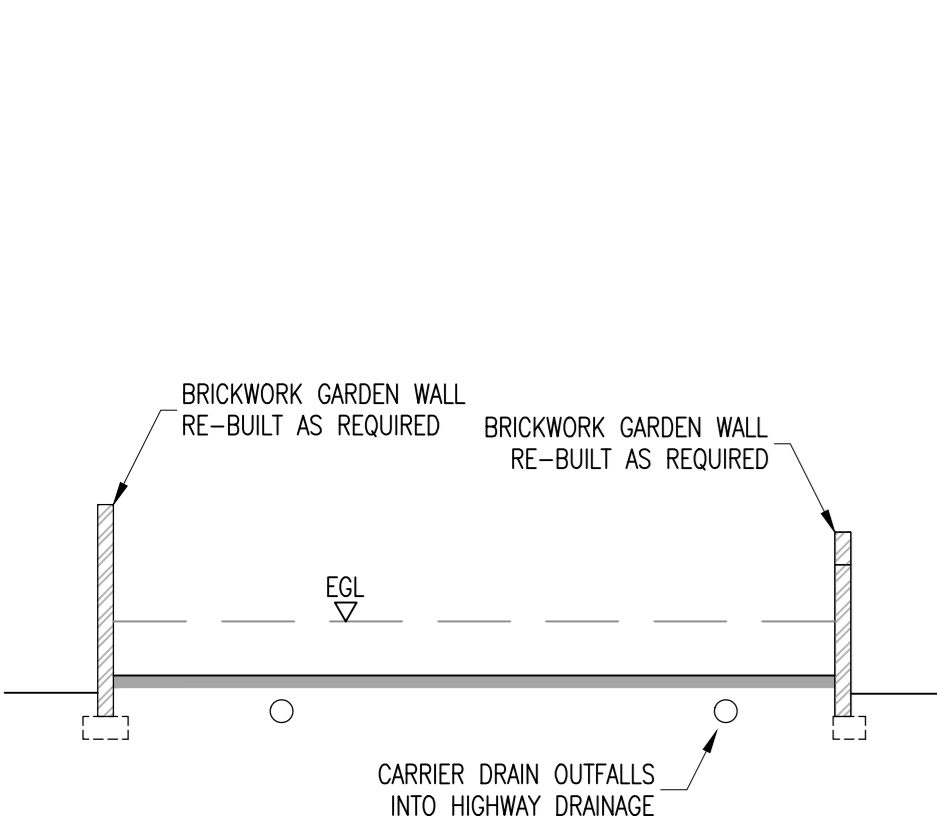 BRICKWORK GARDEN WALL
RE-BUILT AS REQUIRED
BRICKWORK GARDEN WALL
RE-BUILT AS REQUIRED
EGL
CARRIER DRAIN OUTFALLS
INTO HIGHWAY DRAINAGE